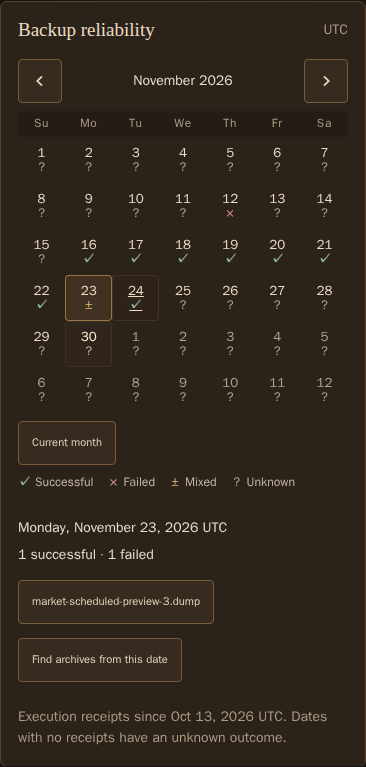 Backup reliability UTC
‹ November 2026 ›
Su Mo Tu We Th Fr Sa
1 2 3 4 5 6 7
? ? ? ? ? ? ?
8 9 10 11 12 13 14
? ? ? ? × ? ?
15 16 17 18 19 20 21
? ✓ ✓ ✓ ✓ ✓ ✓
22 23 24 25 26 27 28
✓ ± ✓ ? ? ? ?
29 30 1 2 3 4 5
? ? ? ? ? ? ?
6 7 8 9 10 11 12
? ? ? ? ? ? ?
Current month
✓ Successful × Failed ± Mixed ? Unknown
Monday, November 23, 2026 UTC
1 successful · 1 failed
market-scheduled-preview-3.dump
Find archives from this date
Execution receipts since Oct 13, 2026 UTC. Dates
with no receipts have an unknown outcome.